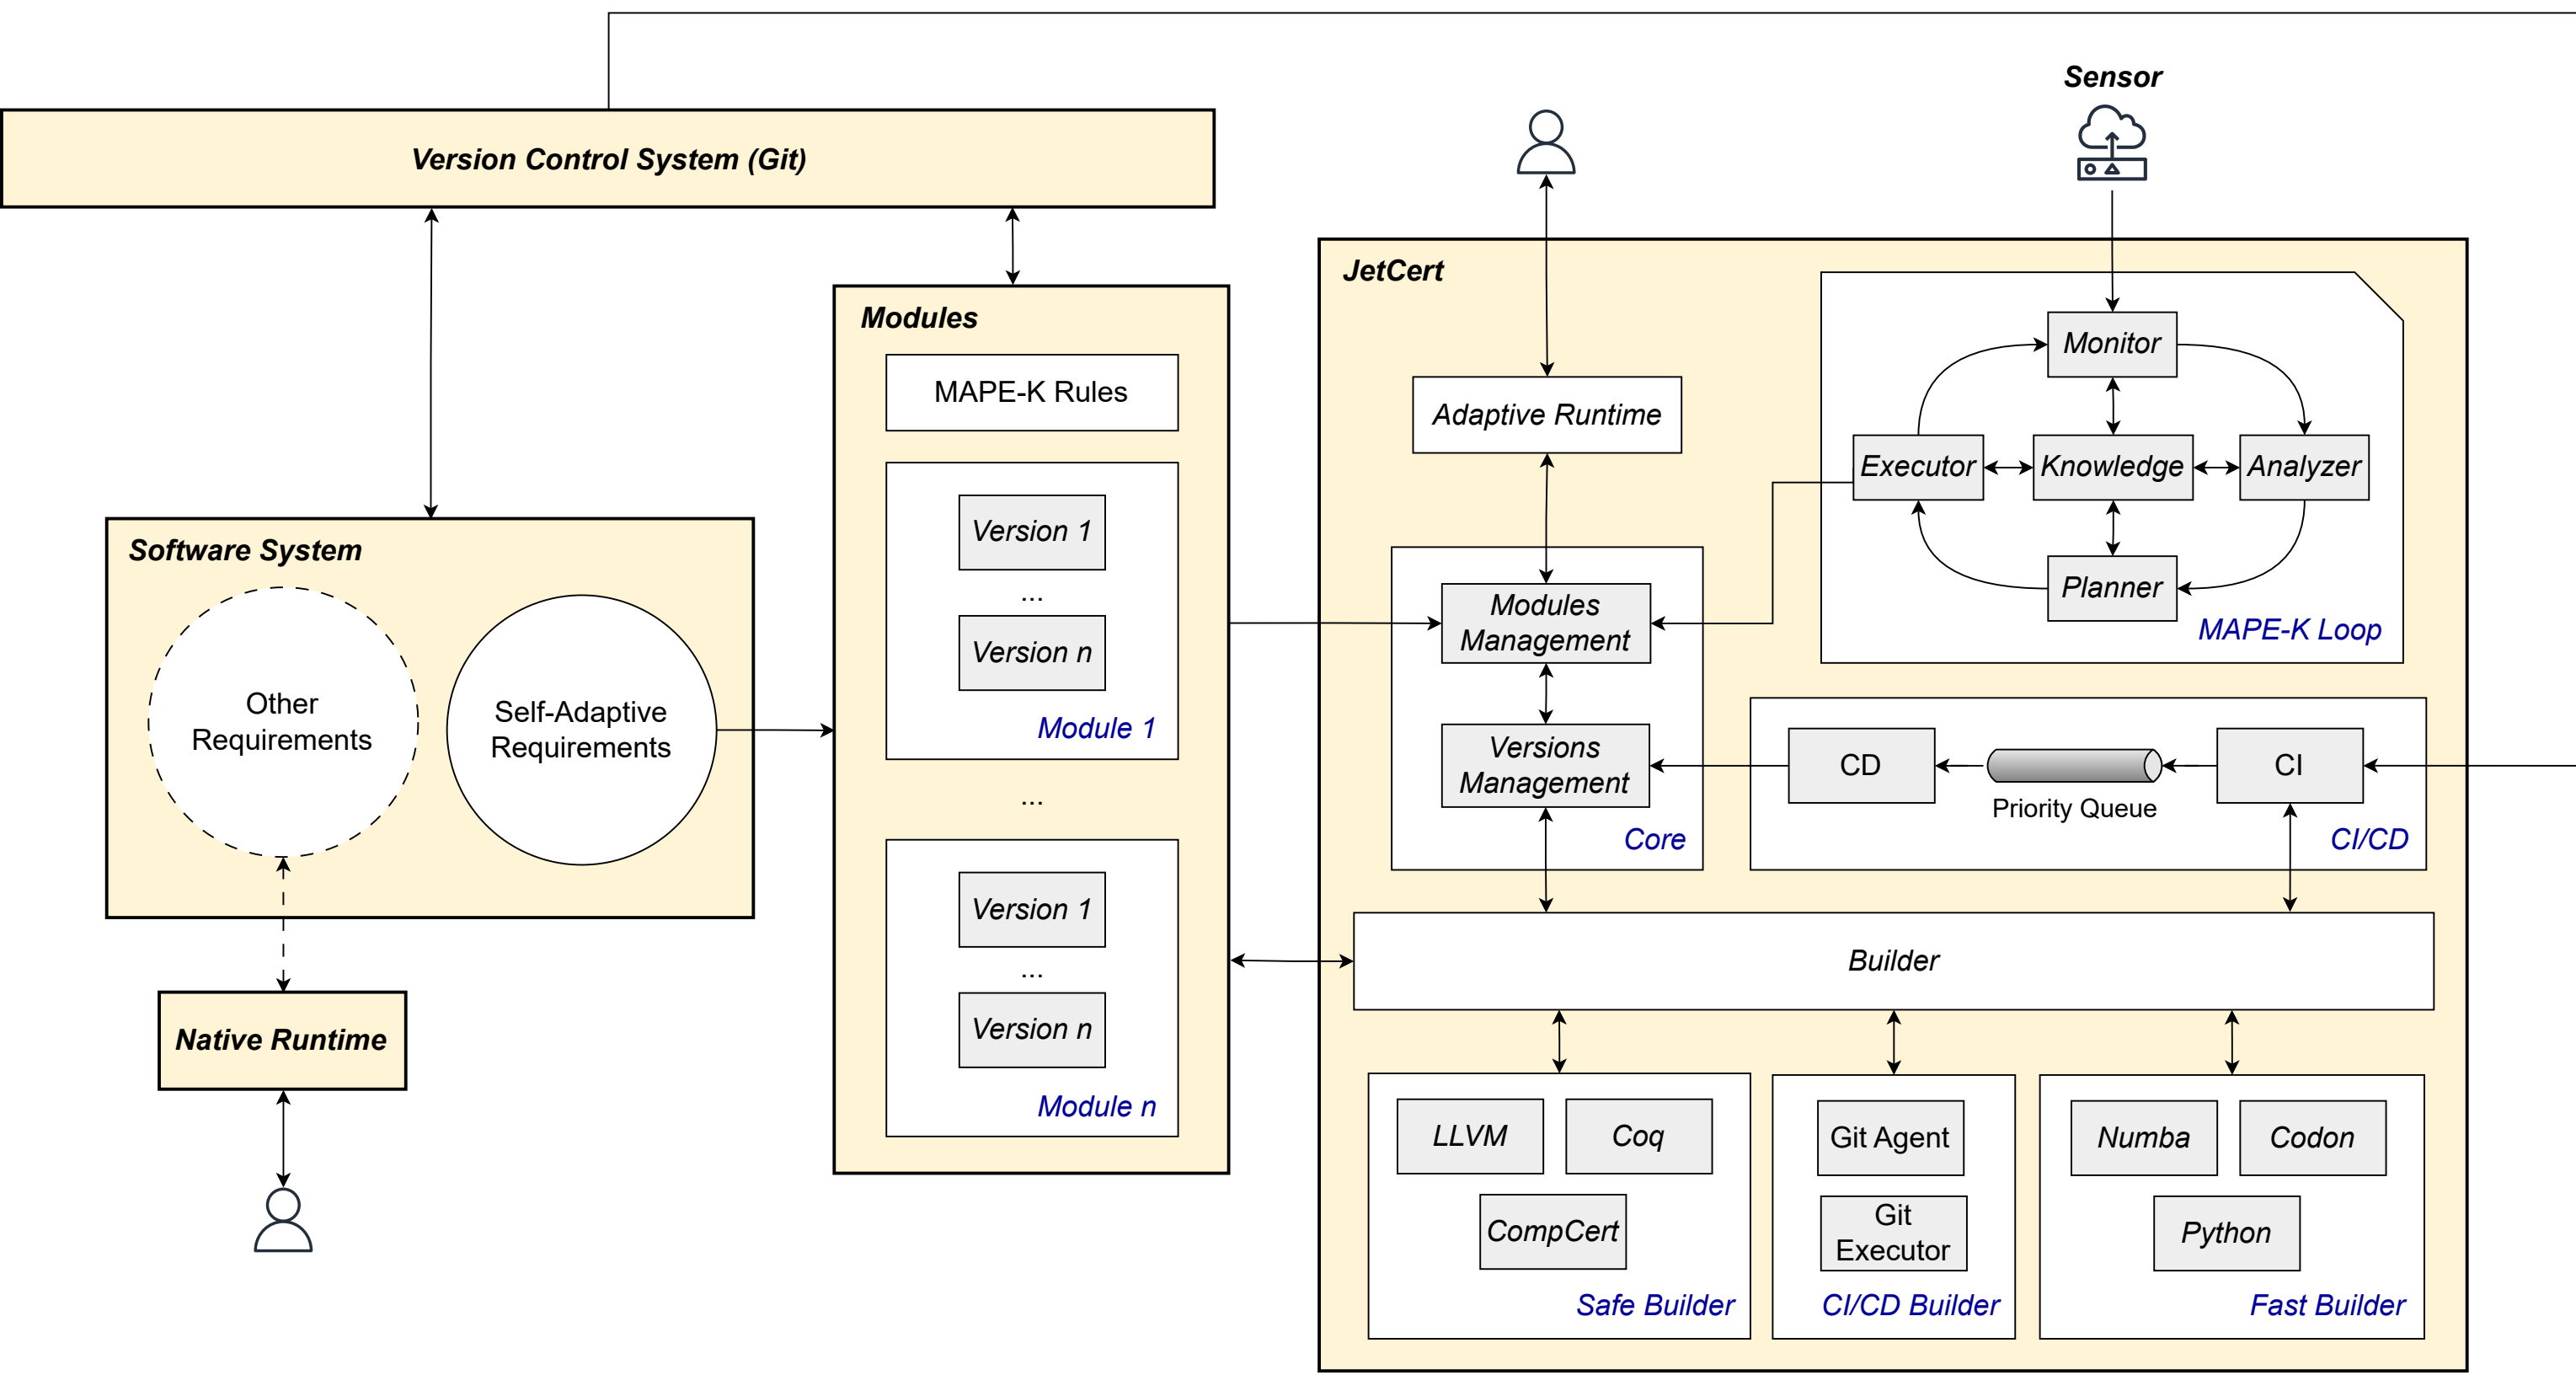 Version Control System (Git)
Software System
Other
Requirements
Self-Adaptive
Requirements
Native Runtime
Modules
MAPE-K Rules
Version 1
...
Version n
Module 1
...
Version 1
...
Version n
Module n
Sensor
JetCert
Adaptive Runtime
Modules
Management
Versions
Management
Core
Monitor
Executor
Knowledge
Analyzer
Planner
MAPE-K Loop
CD
Priority Queue
CI
CI/CD
Builder
LLVM
Coq
CompCert
Safe Builder
Git Agent
Git
Executor
CI/CD Builder
Numba
Codon
Python
Fast Builder